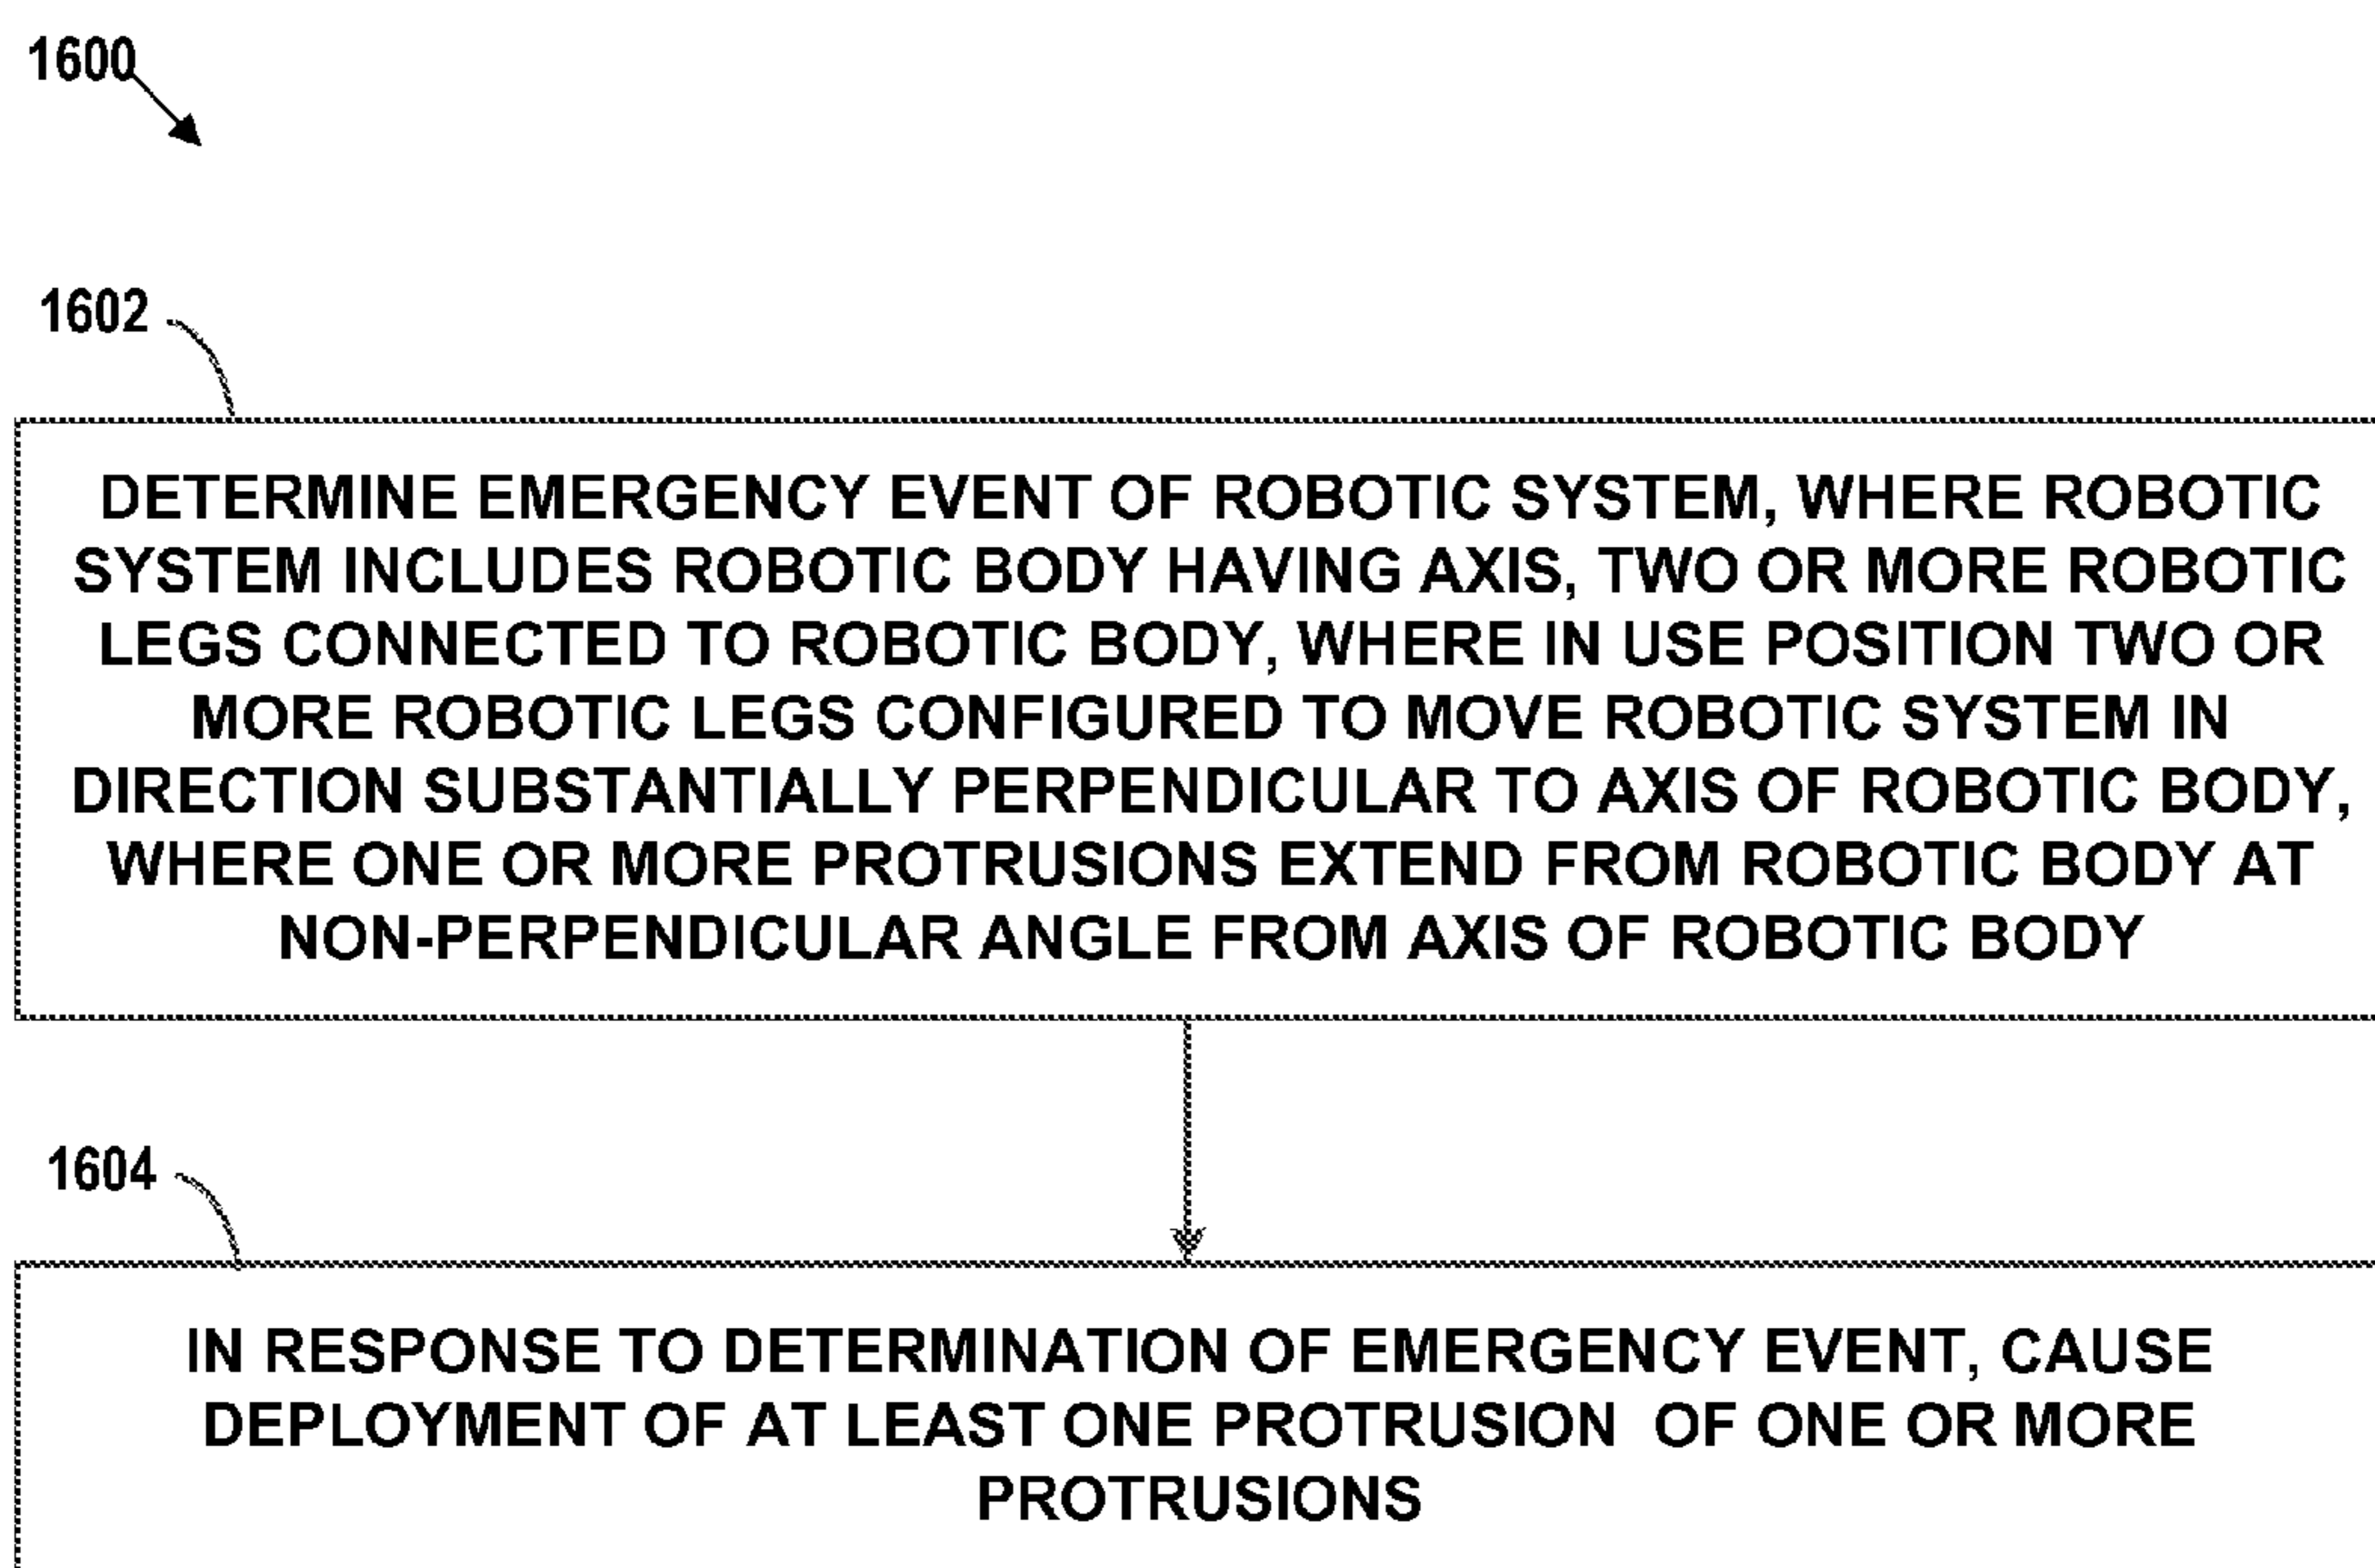 1600
1602
DETERMINE EMERGENCY EVENT OF ROBOTIC SYSTEM, WHERE ROBOTIC
SYSTEM INCLUDES ROBOTIC BODY HAVING AXIS, TWO OR MORE ROBOTIC
LEGS CONNECTED TO ROBOTIC BODY, WHERE IN USE POSITION TWO OR
MORE ROBOTIC LEGS CONFIGURED TO MOVE ROBOTIC SYSTEM IN
DIRECTION SUBSTANTIALLY PERPENDICULAR TO AXIS OF ROBOTIC BODY,
WHERE ONE OR MORE PROTRUSIONS EXTEND FROM ROBOTIC BODY AT
NON-PERPENDICULAR ANGLE FROM AXIS OF ROBOTIC BODY
1604
IN RESPONSE TO DETERMINATION OF EMERGENCY EVENT, CAUSE
DEPLOYMENT OF AT LEAST ONE PROTRUSION OF ONE OR MORE
PROTRUSIONS